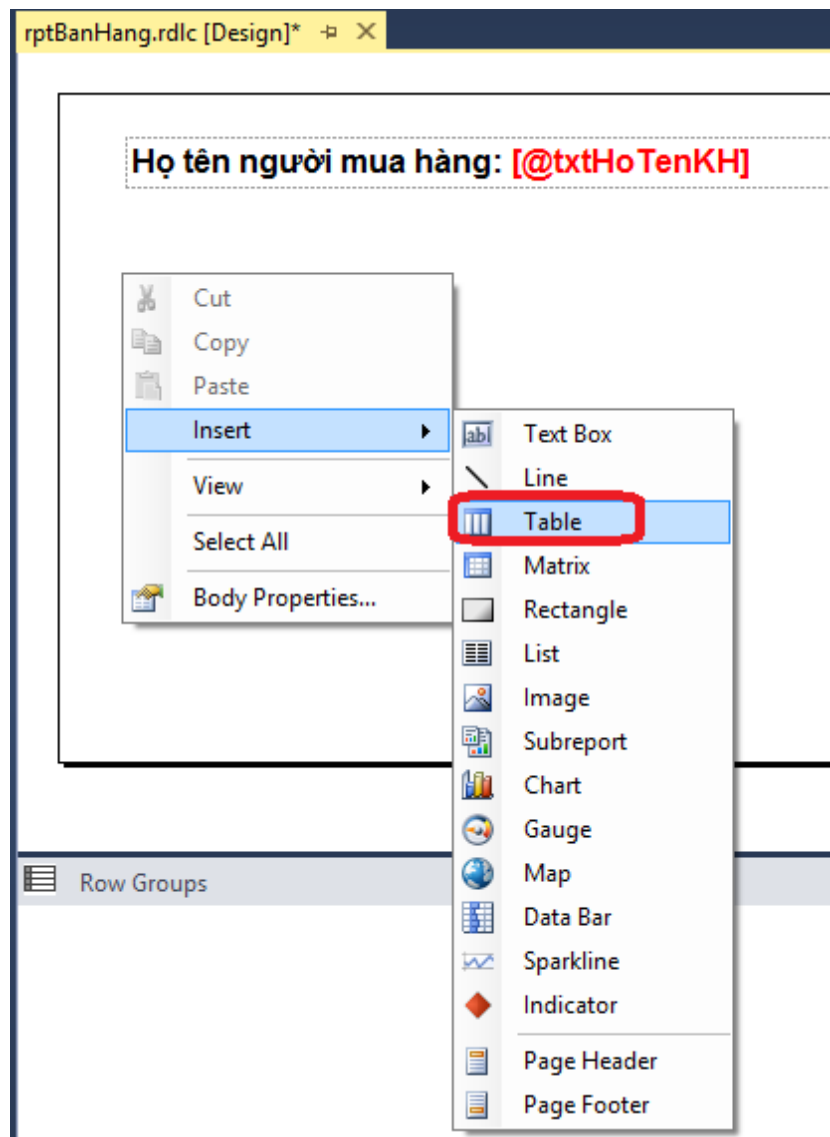 rptBanHang.rdlc [Design]*
Họ tên người mua hàng: [@txtHoTenKH]
Cut
Copy
Paste
Insert
View
Select All
Body Properties...
abl Text Box
Line
Table
Matrix
Rectangle
List
Image
Subreport
Chart
Gauge
Map
Data Bar
Sparkline
Indicator
Page Header
Page Footer
Row Groups